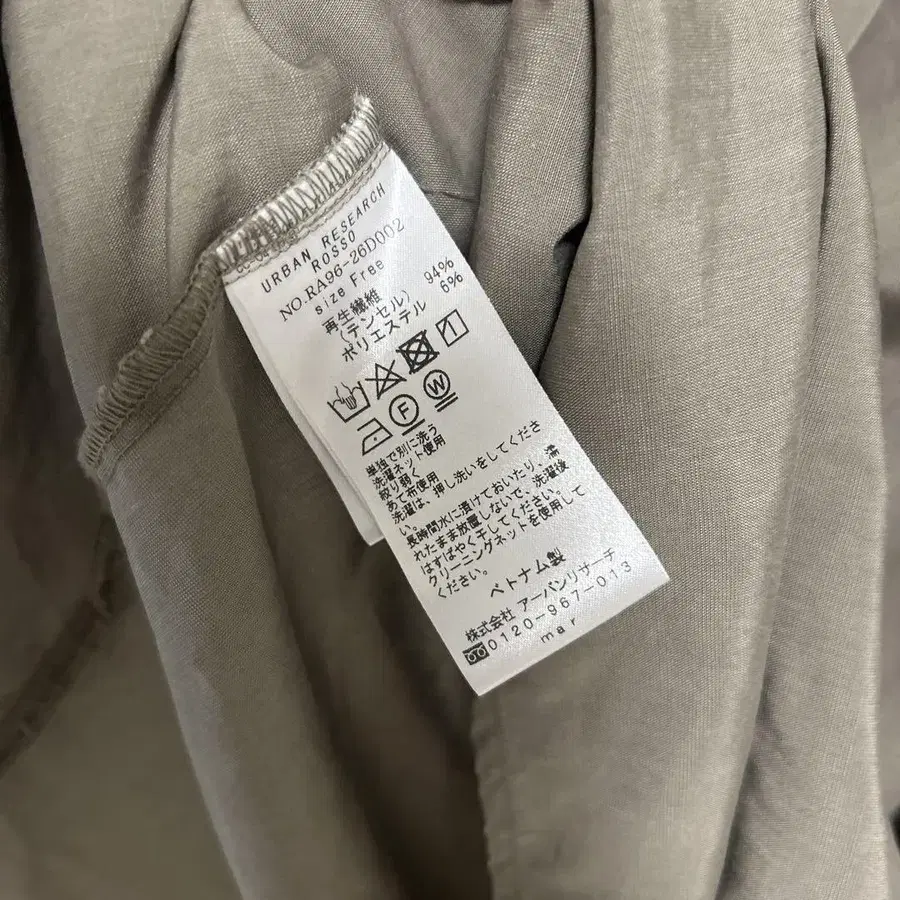 URBAN RESEARCH
ROSSO
NO.RA96-26D002
size Free
再生繊維 94%
(テンセル)
ポリエステル 6%
F W
単独で別に洗う
洗濯ネット使用
絞り弱く
あて布使用
洗濯は、押し洗いをしてくださ
い。
長時間水に漬けておいたり、濡
れたまま放置しないで、洗濯後
はすばやく干してください。
クリーニングネットを使用して
ください。
ベトナム製
株式会社 アーバンリサーチ
0120-967-013
mar